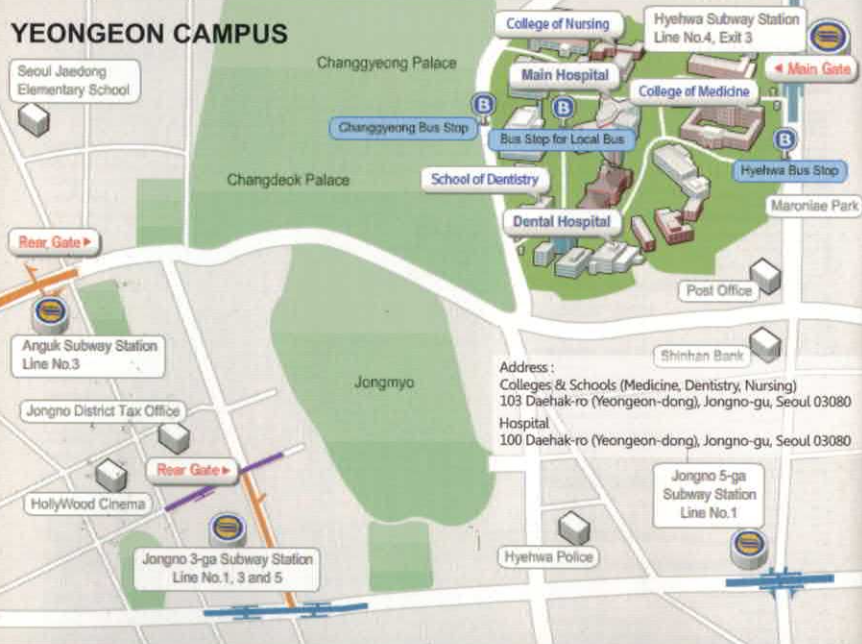 YEONGEON CAMPUS
College of Nursing
Hyehwa Subway Station
Line No.4, Exit 3
Seoul Jaedong
Elementary School
Changgyeong Palace
Main Hospital
◄ Main Gate
College of Medicine
B
B
Changgyeong Bus Stop
Bus Stop for Local Bus
B
Hyehwa Bus Stop
Changdeok Palace
School of Dentistry
Maroniae Park
Dental Hospital
Rear Gate ►
Post Office
Anguk Subway Station
Line No.3
Shinhan Bank
Address :
Colleges & Schools (Medicine, Dentistry, Nursing)
103 Daehak-ro (Yeongeon-dong), Jongno-gu, Seoul 03080
Hospital
100 Daehak-ro (Yeongeon-dong), Jongno-gu, Seoul 03080
Jongmyo
Jongno District Tax Office
Rear Gate ►
HollyWood Cinema
Jongno 5-ga
Subway Station
Line No.1
Hyehwa Police
Jongno 3-ga Subway Station
Line No.1, 3 and 5